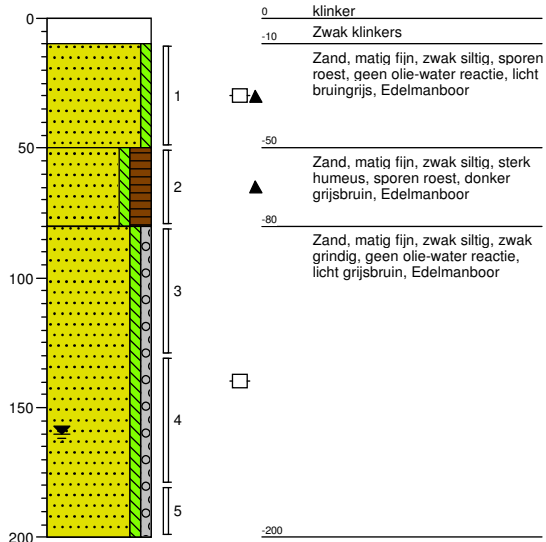 0
0
klinker
-10
Zwak klinkers
Zand, matig fijn, zwak siltig, sporen
roest, geen olie-water reactie, licht
bruingrijs, Edelmanboor
1
50
-50
Zand, matig fijn, zwak siltig, sterk
humeus, sporen roest, donker
grijsbruin, Edelmanboor
2
-80
Zand, matig fijn, zwak siltig, zwak
grindig, geen olie-water reactie,
licht grijsbruin, Edelmanboor
100
3
150
4
5
200
-200